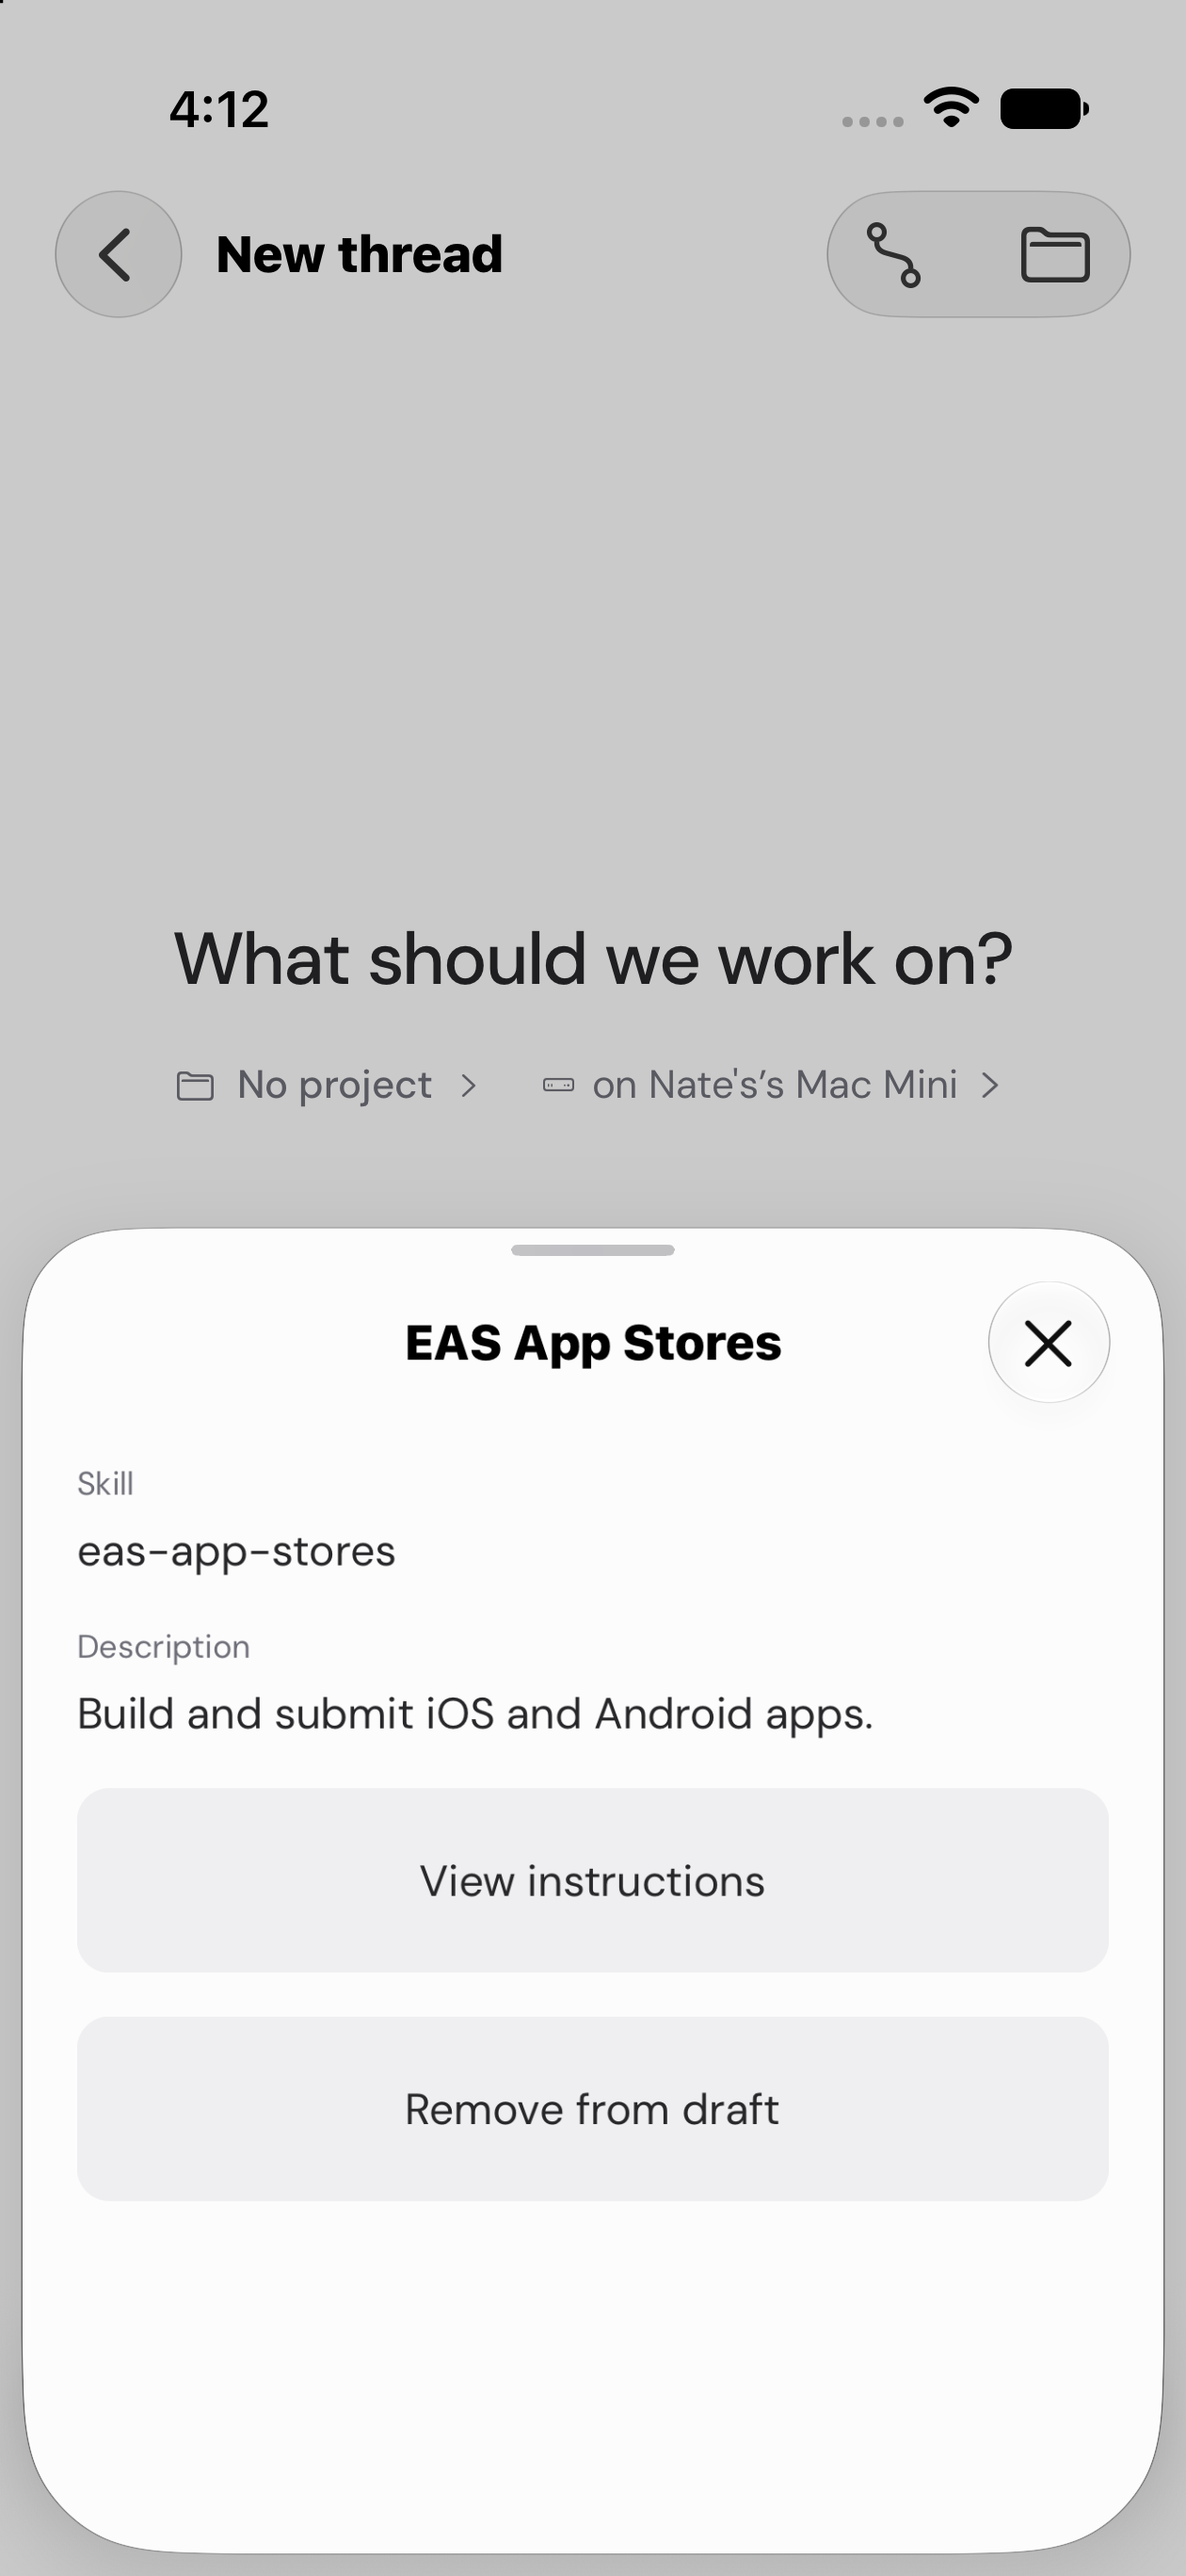 4:12
New thread
What should we work on?
No project
on Nate's’s Mac Mini
EAS App Stores
Skill
eas-app-stores
Description
Build and submit iOS and Android apps.
View instructions
Remove from draft